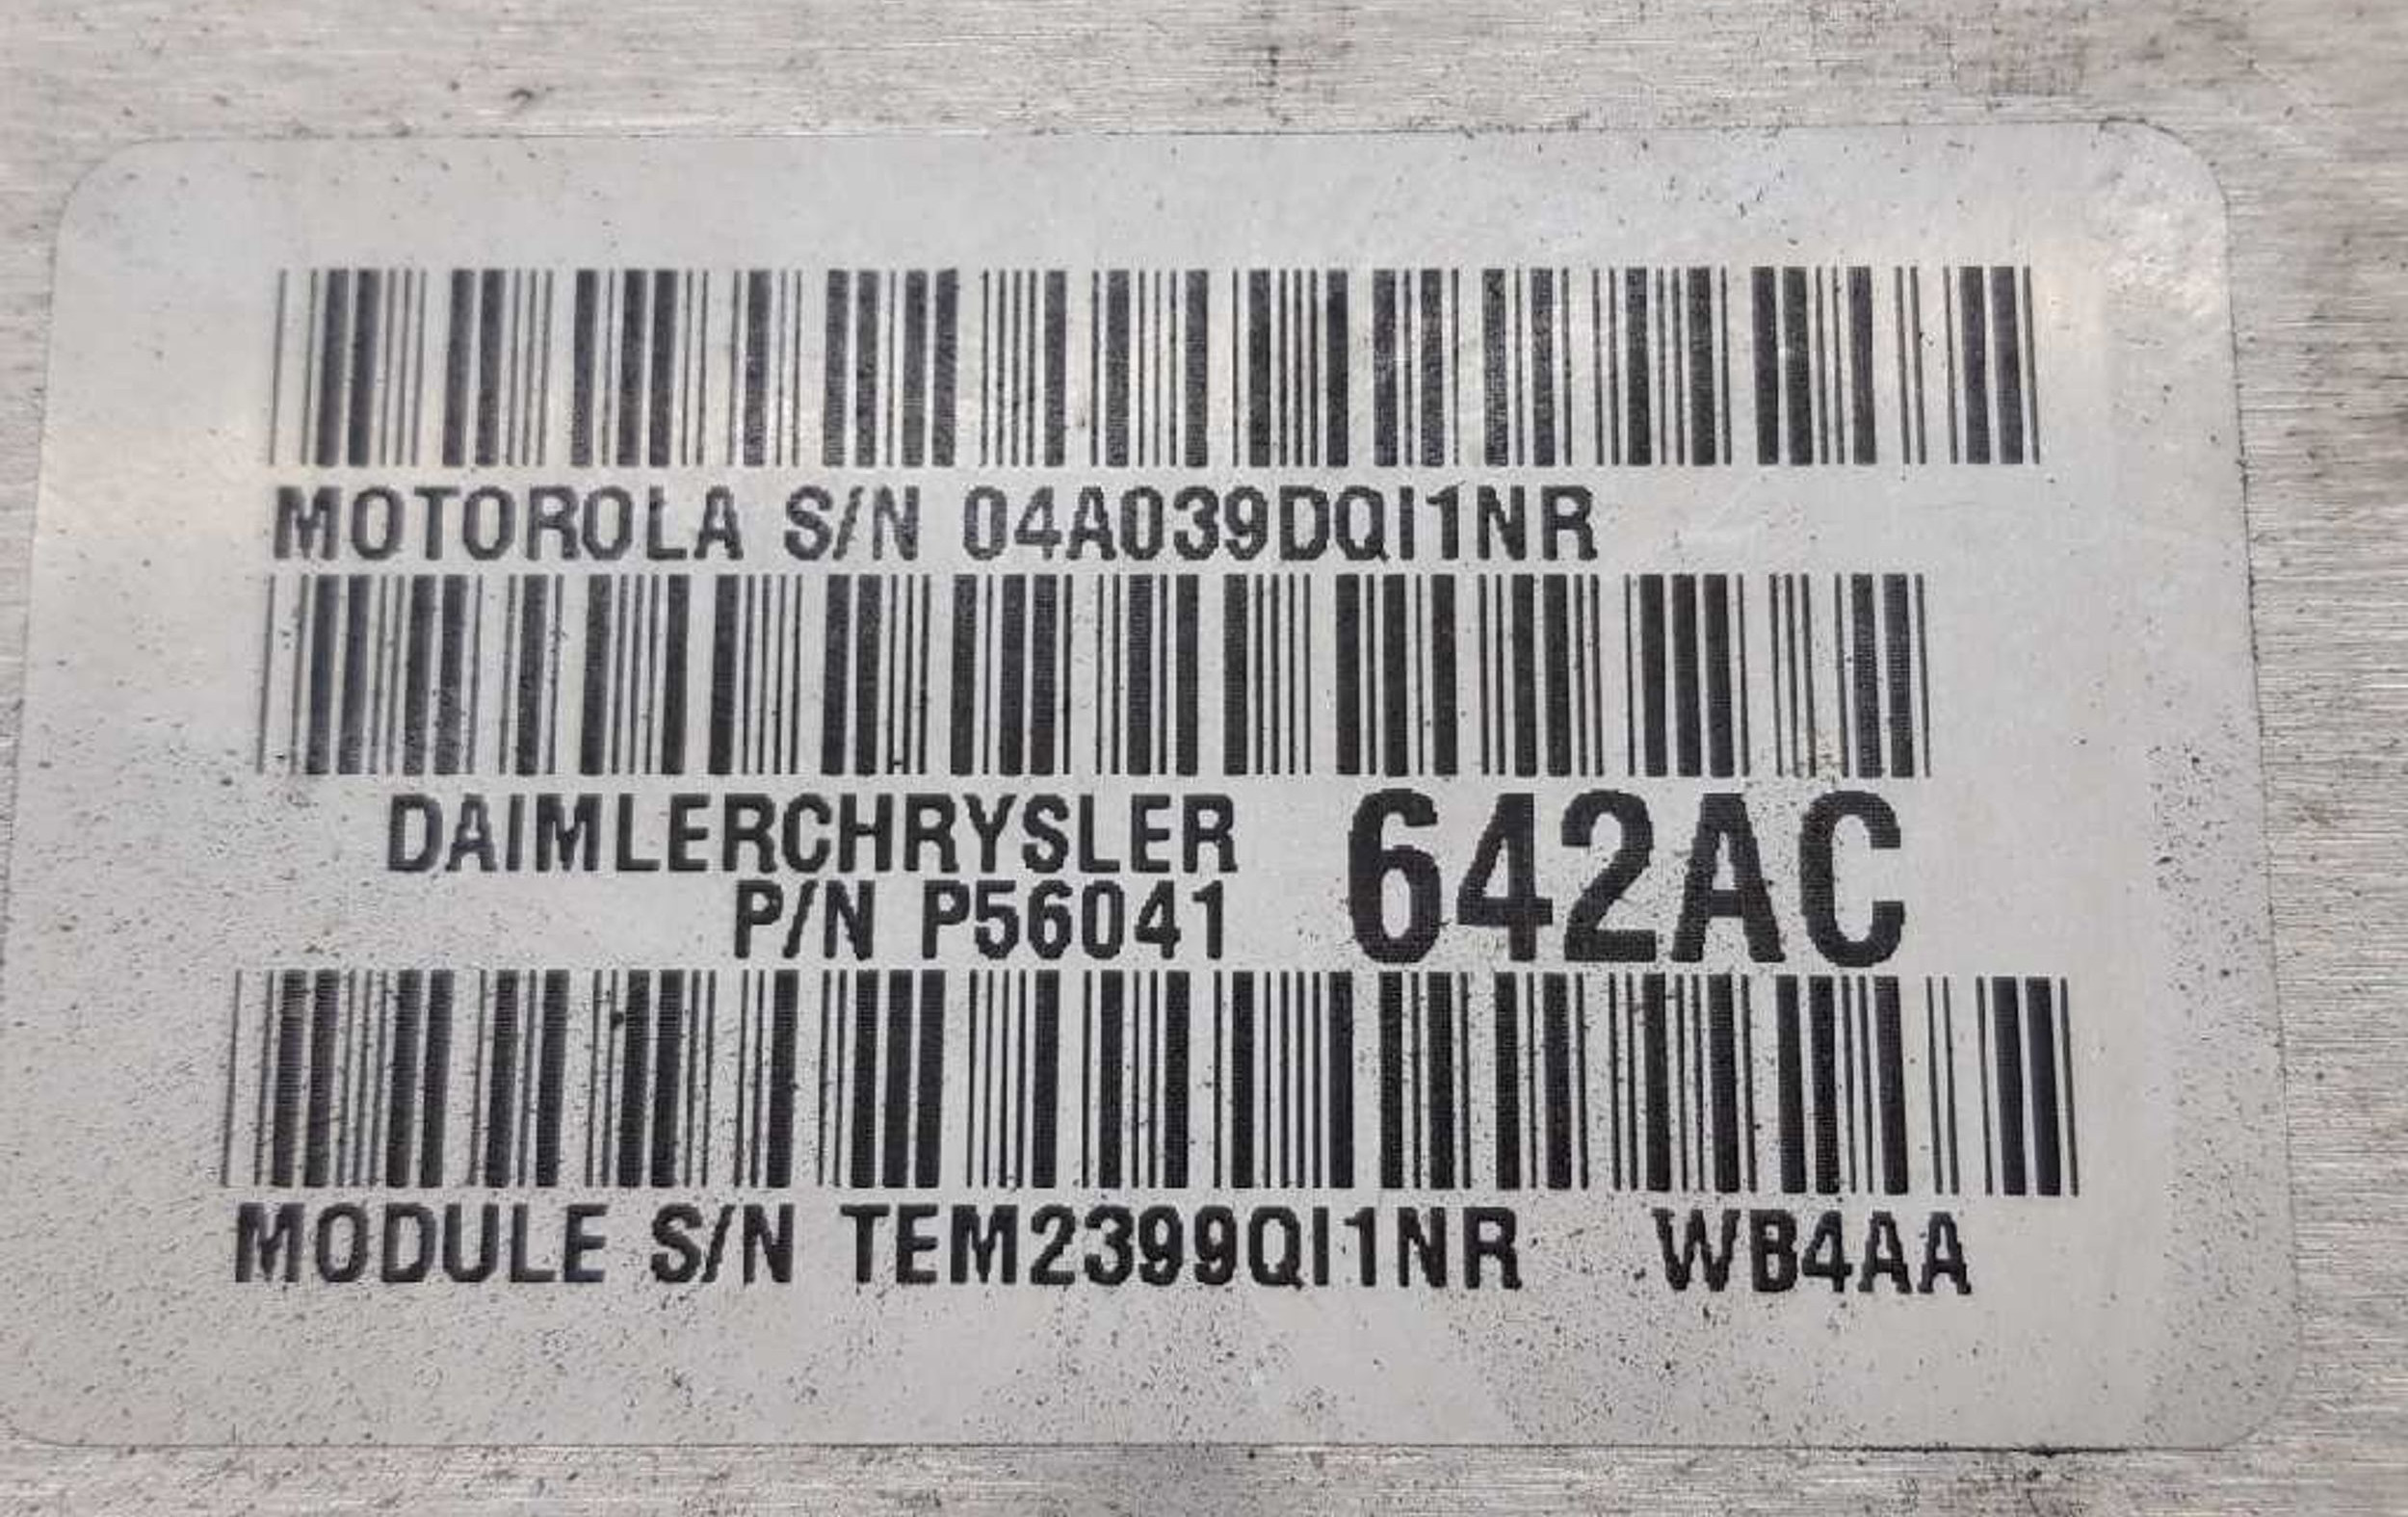 MOTOROLA S/N 04A039DQI1NR
DAIMLERCHRYSLER 642AC
P/N P56041
MODULE S/N TEM2399QI1NR WB4AA